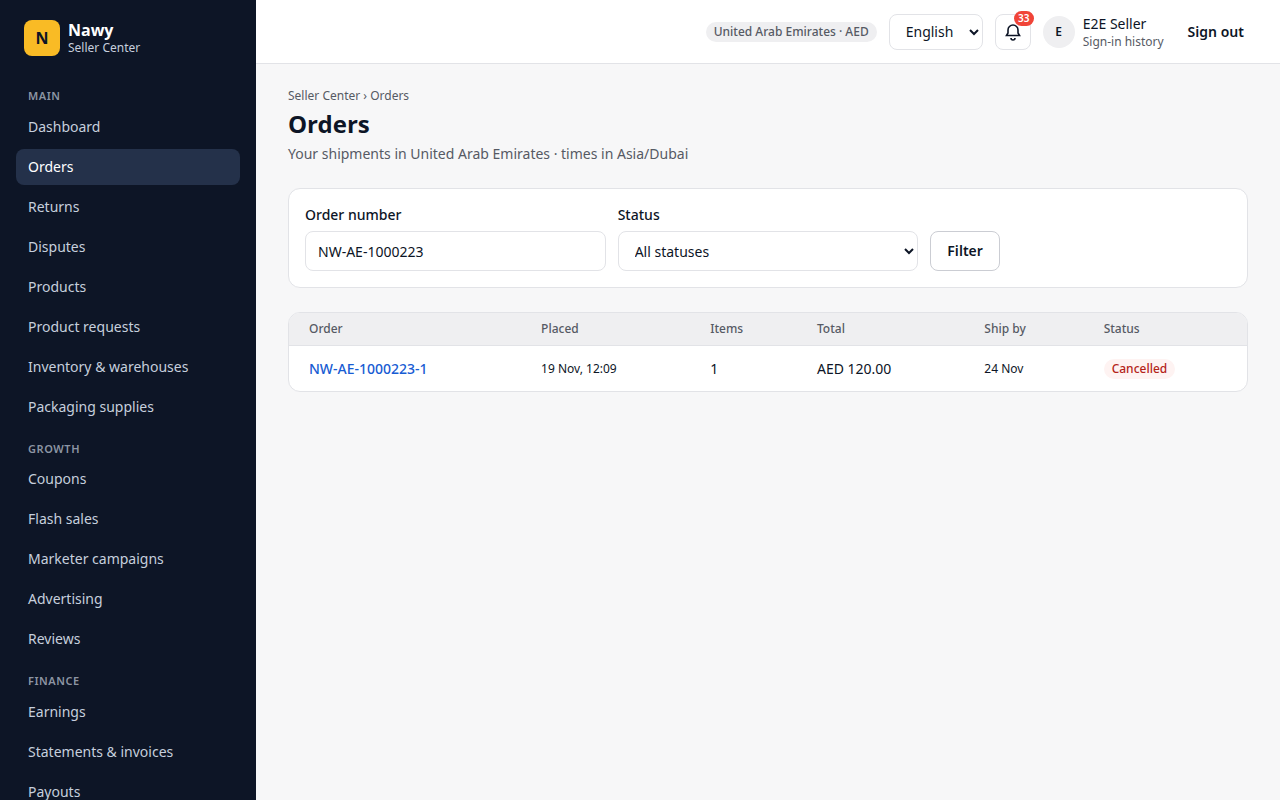 N
Nawy
Seller Center
MAIN
Dashboard
Orders
Returns
Disputes
Products
Product requests
Inventory & warehouses
Packaging supplies
GROWTH
Coupons
Flash sales
Marketer campaigns
Advertising
Reviews
FINANCE
Earnings
Statements & invoices
Payouts
United Arab Emirates · AED
English
33
E
E2E Seller
Sign-in history
Sign out
Seller Center › Orders
Orders
Your shipments in United Arab Emirates · times in Asia/Dubai
Order number Status
NW-AE-1000223 All statuses Filter
Order Placed Items Total Ship by Status
NW-AE-1000223-1 19 Nov, 12:09 1 AED 120.00 24 Nov Cancelled